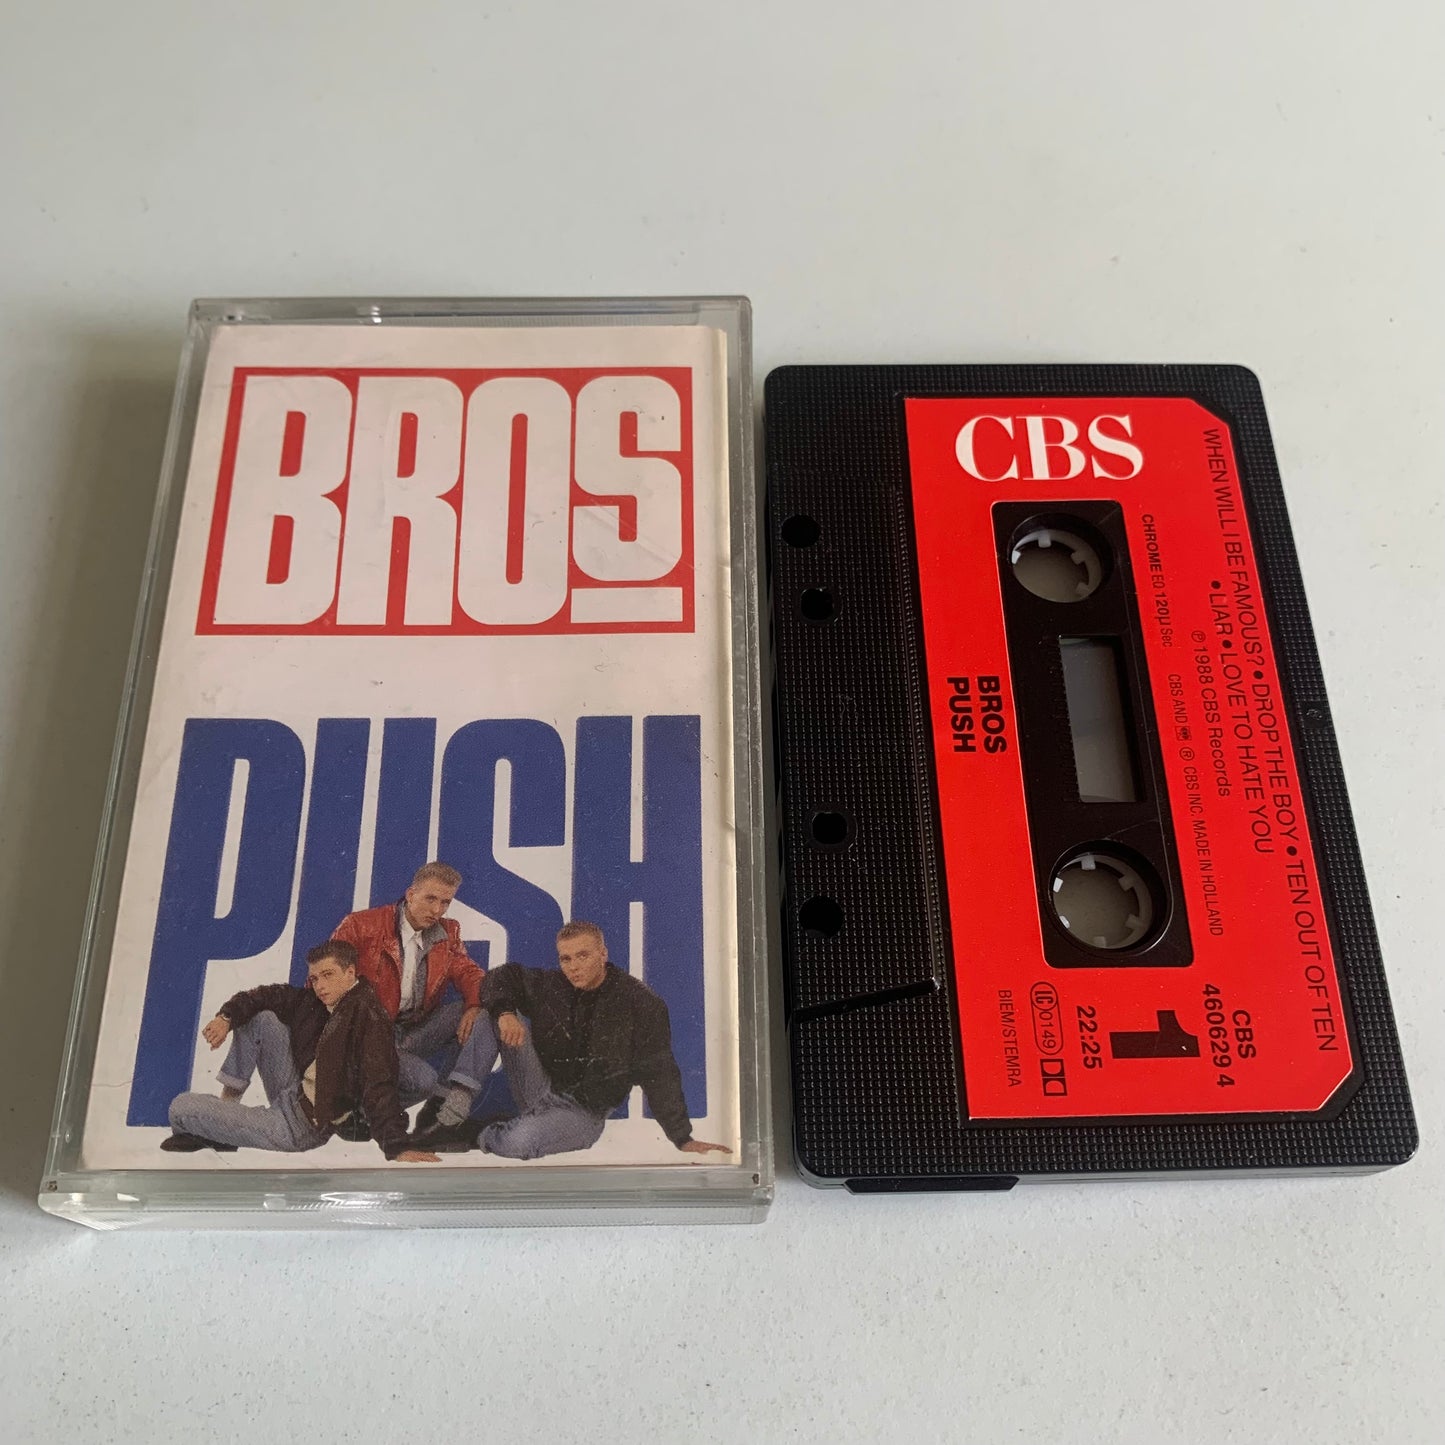 BROS
PUSH
CBS
WHEN WILL I BE FAMOUS? • DROP THE BOY • TEN OUT OF TEN
• LIAR • LOVE TO HATE YOU
℗ 1988 CBS Records
CBS AND ® CBS INC. MADE IN HOLLAND
CHROME EQ 120µ Sec
BROS
PUSH
CBS
460629 4
1
22:25
LC 0149
BIEM/STEMRA